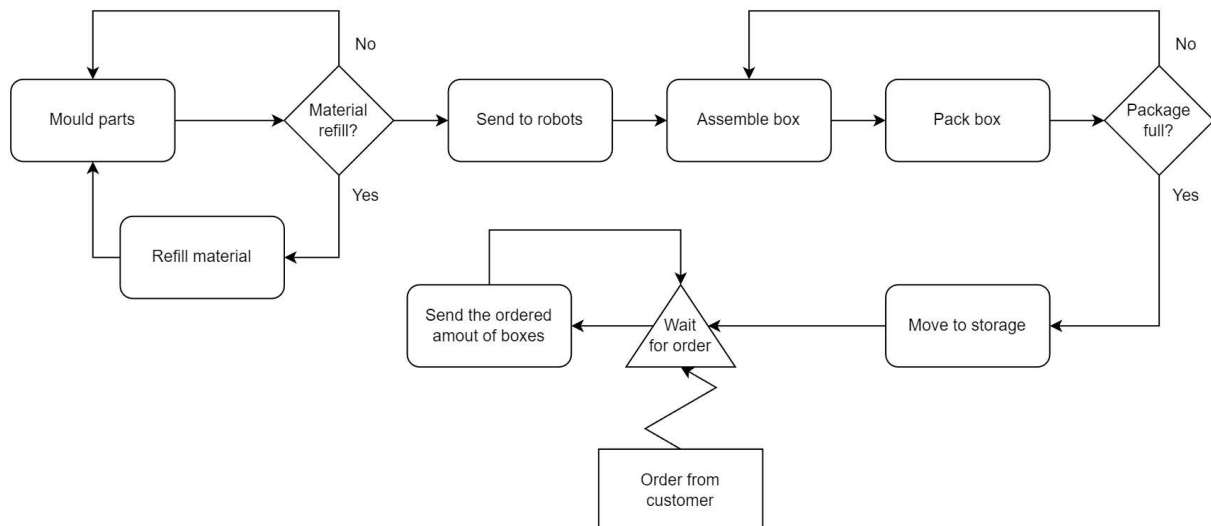 No
No
Mould parts
Material
refill?
Send to robots
Assemble box
Pack box
Package
full?
Yes
Yes
Refill material
Send the ordered
amout of boxes
Wait
for order
Move to storage
Order from
customer